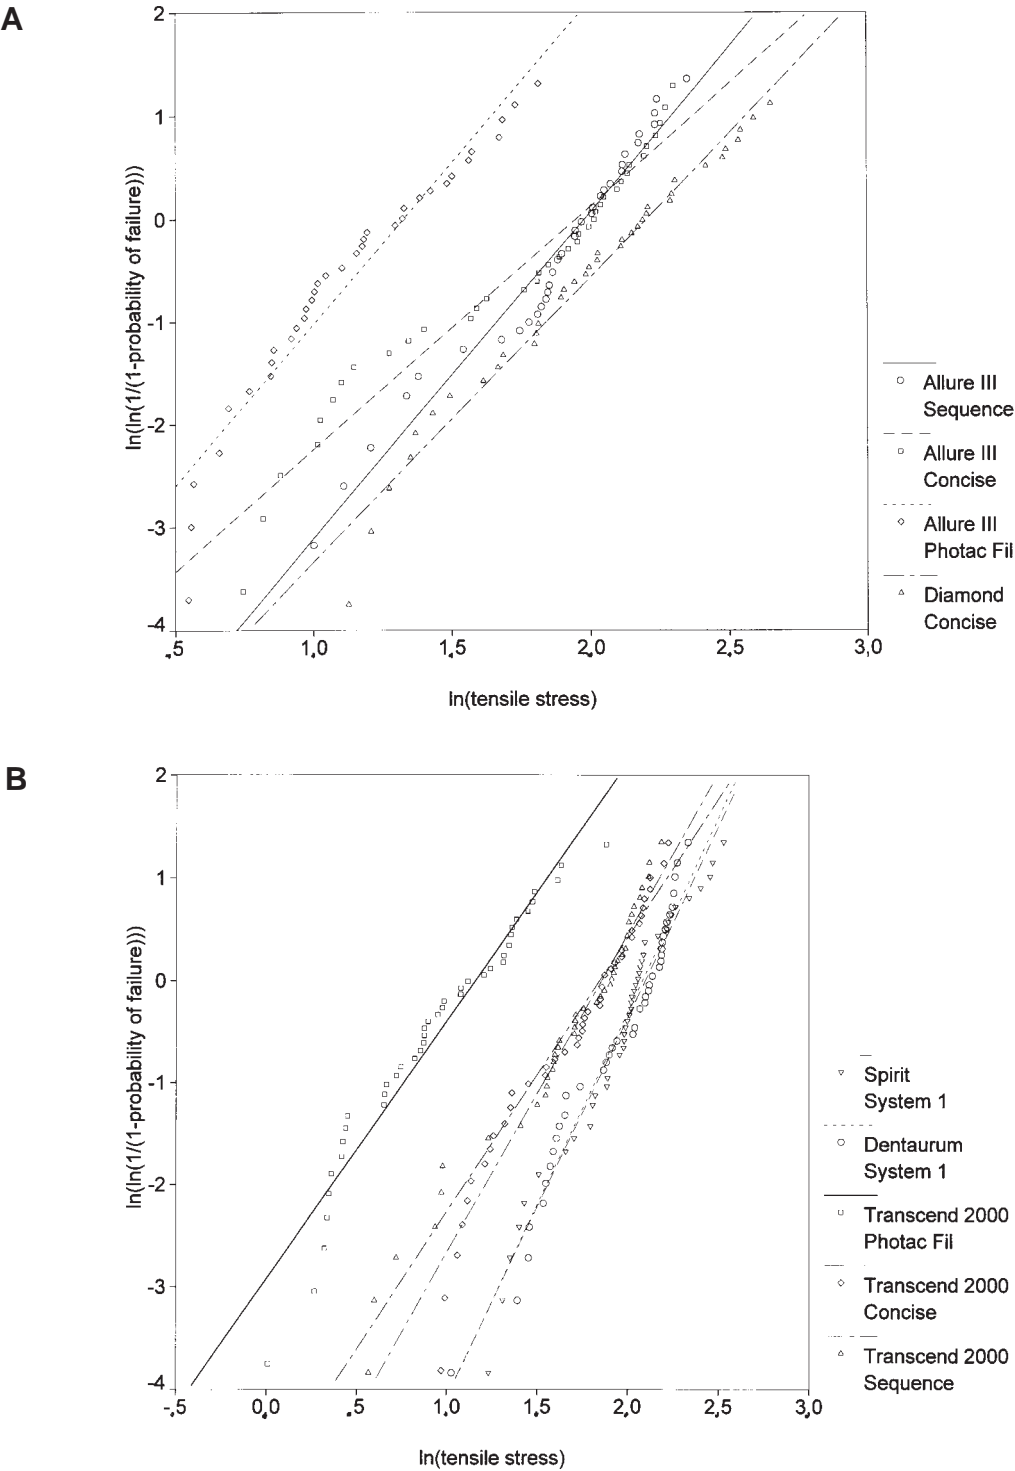 A
2
1
0
-1
-2
-3
-4
ln(ln(1/(1-probability of failure)))
.5
1,0
1,5
2,0
2,5
3,0
ln(tensile stress)
Allure III
Sequence
Allure III
Concise
Allure III
Photac Fil
Diamond
Concise
B
2
1
0
-1
-2
-3
-4
ln(ln(1/(1-probability of failure)))
-.5
0,0
.5
1,0
1,5
2,0
2,5
3,0
ln(tensile stress)
Spirit
System 1
Dentaurum
System 1
Transcend 2000
Photac Fil
Transcend 2000
Concise
Transcend 2000
Sequence